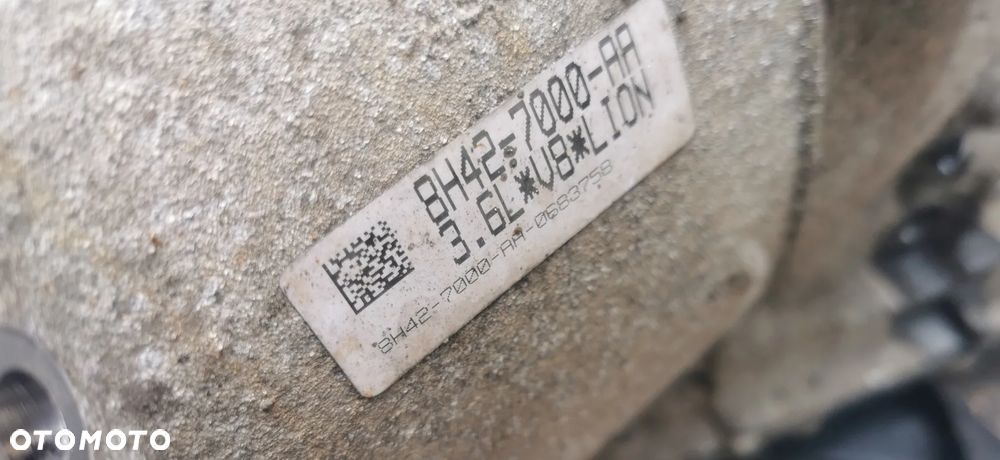 8H42-7000-AA
3.6L*V8*LION
8H42-7000-AA-0683758
OTOMOTO